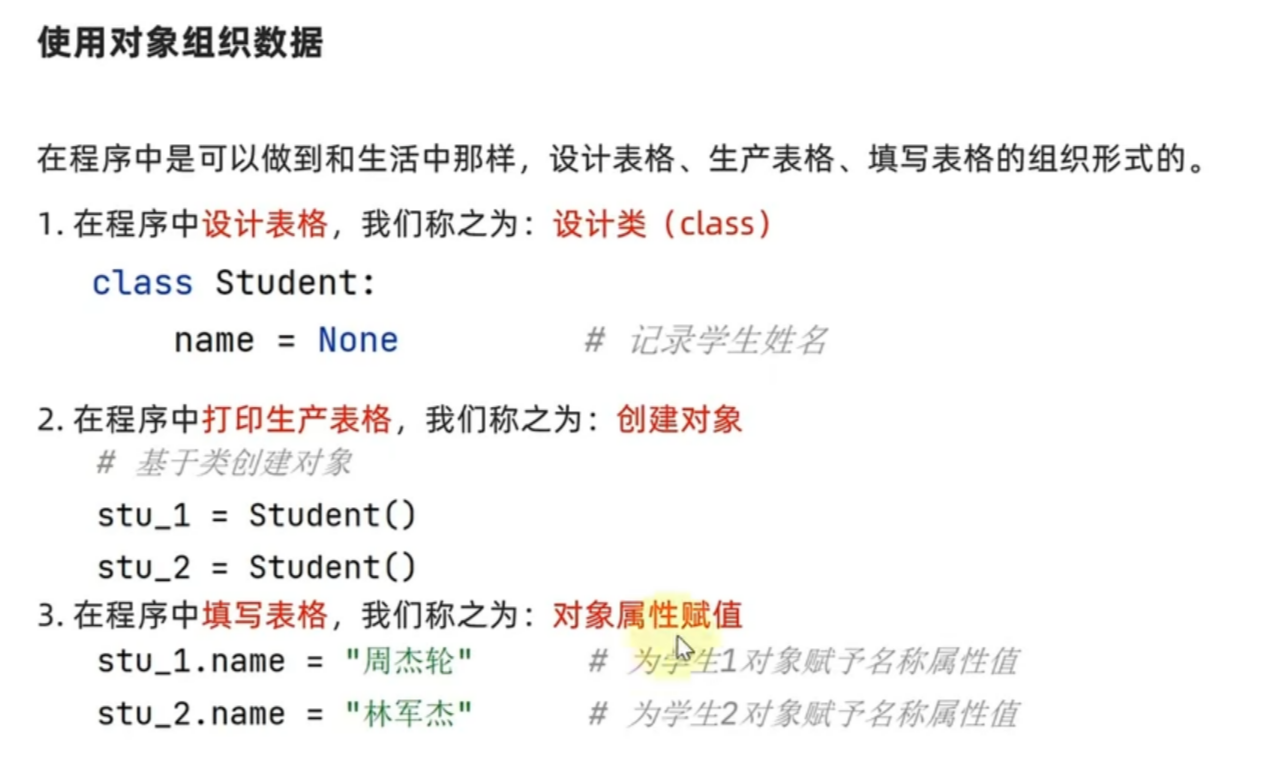 使用对象组织数据
在程序中是可以做到和生活中那样，设计表格、生产表格、填写表格的组织形式的。
1. 在程序中设计表格，我们称之为：设计类（class）
class Student:
    name = None        # 记录学生姓名
2. 在程序中打印生产表格，我们称之为：创建对象
# 基于类创建对象
stu_1 = Student()
stu_2 = Student()
3. 在程序中填写表格，我们称之为：对象属性赋值
stu_1.name = "周杰轮"        # 为学生1对象赋予名称属性值
stu_2.name = "林军杰"        # 为学生2对象赋予名称属性值